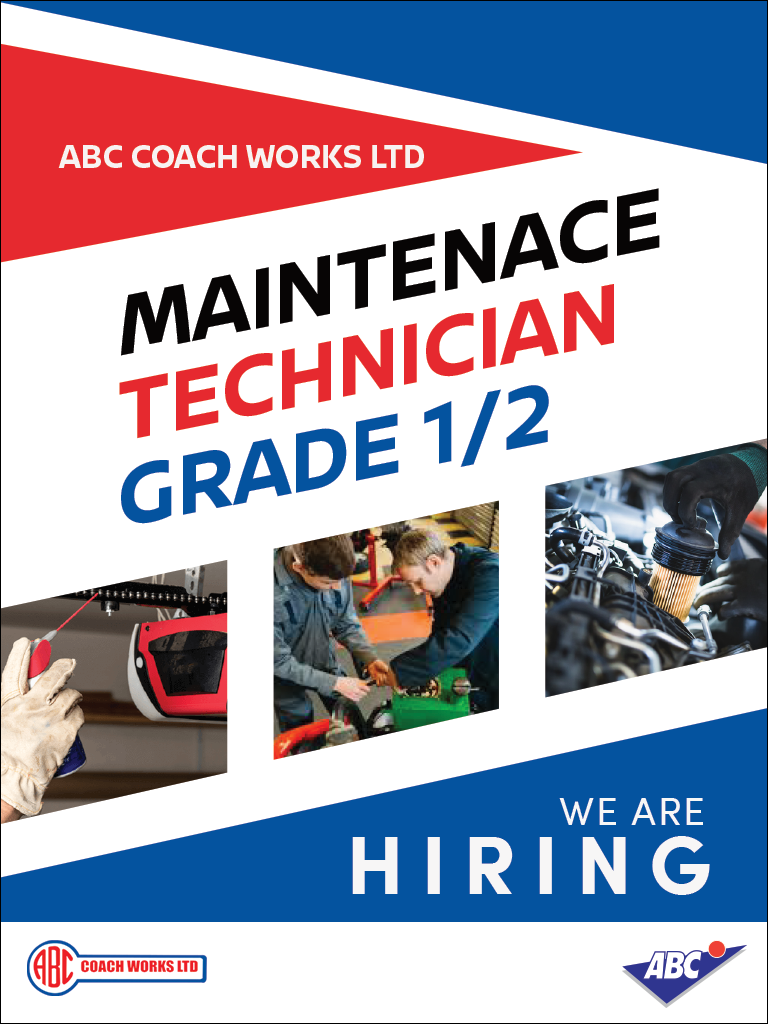 ABC COACH WORKS LTD
MAINTENACE
TECHNICIAN
GRADE 1/2
WE ARE
HIRING
ABC COACH WORKS LTD
ABC